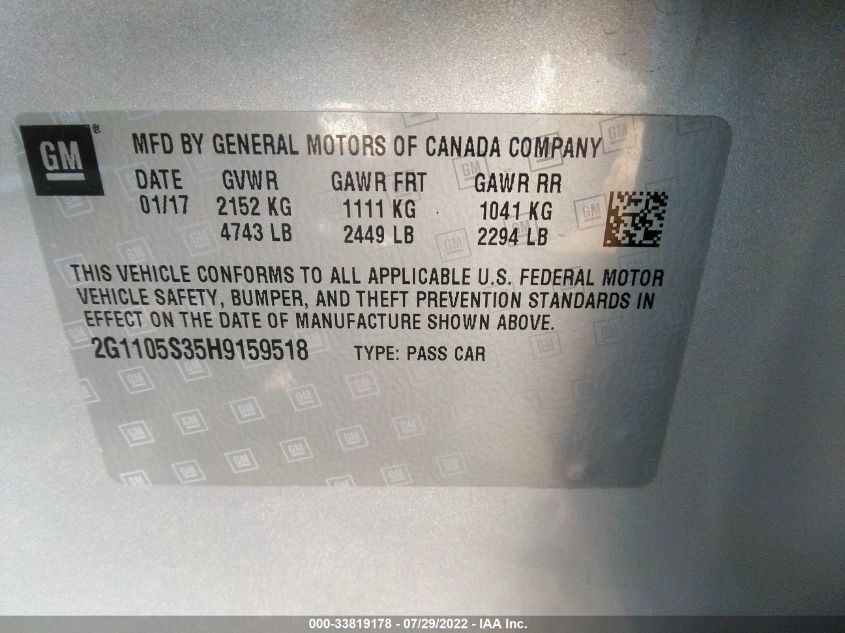 GM®
MFD BY GENERAL MOTORS OF CANADA COMPANY
DATE GVWR GAWR FRT GAWR RR
01/17 2152 KG 1111 KG 1041 KG
4743 LB 2449 LB 2294 LB
THIS VEHICLE CONFORMS TO ALL APPLICABLE U.S. FEDERAL MOTOR
VEHICLE SAFETY, BUMPER, AND THEFT PREVENTION STANDARDS IN
EFFECT ON THE DATE OF MANUFACTURE SHOWN ABOVE.
2G1105S35H9159518 TYPE: PASS CAR
000-33819178 / 07/29/2022 - IAA Inc.